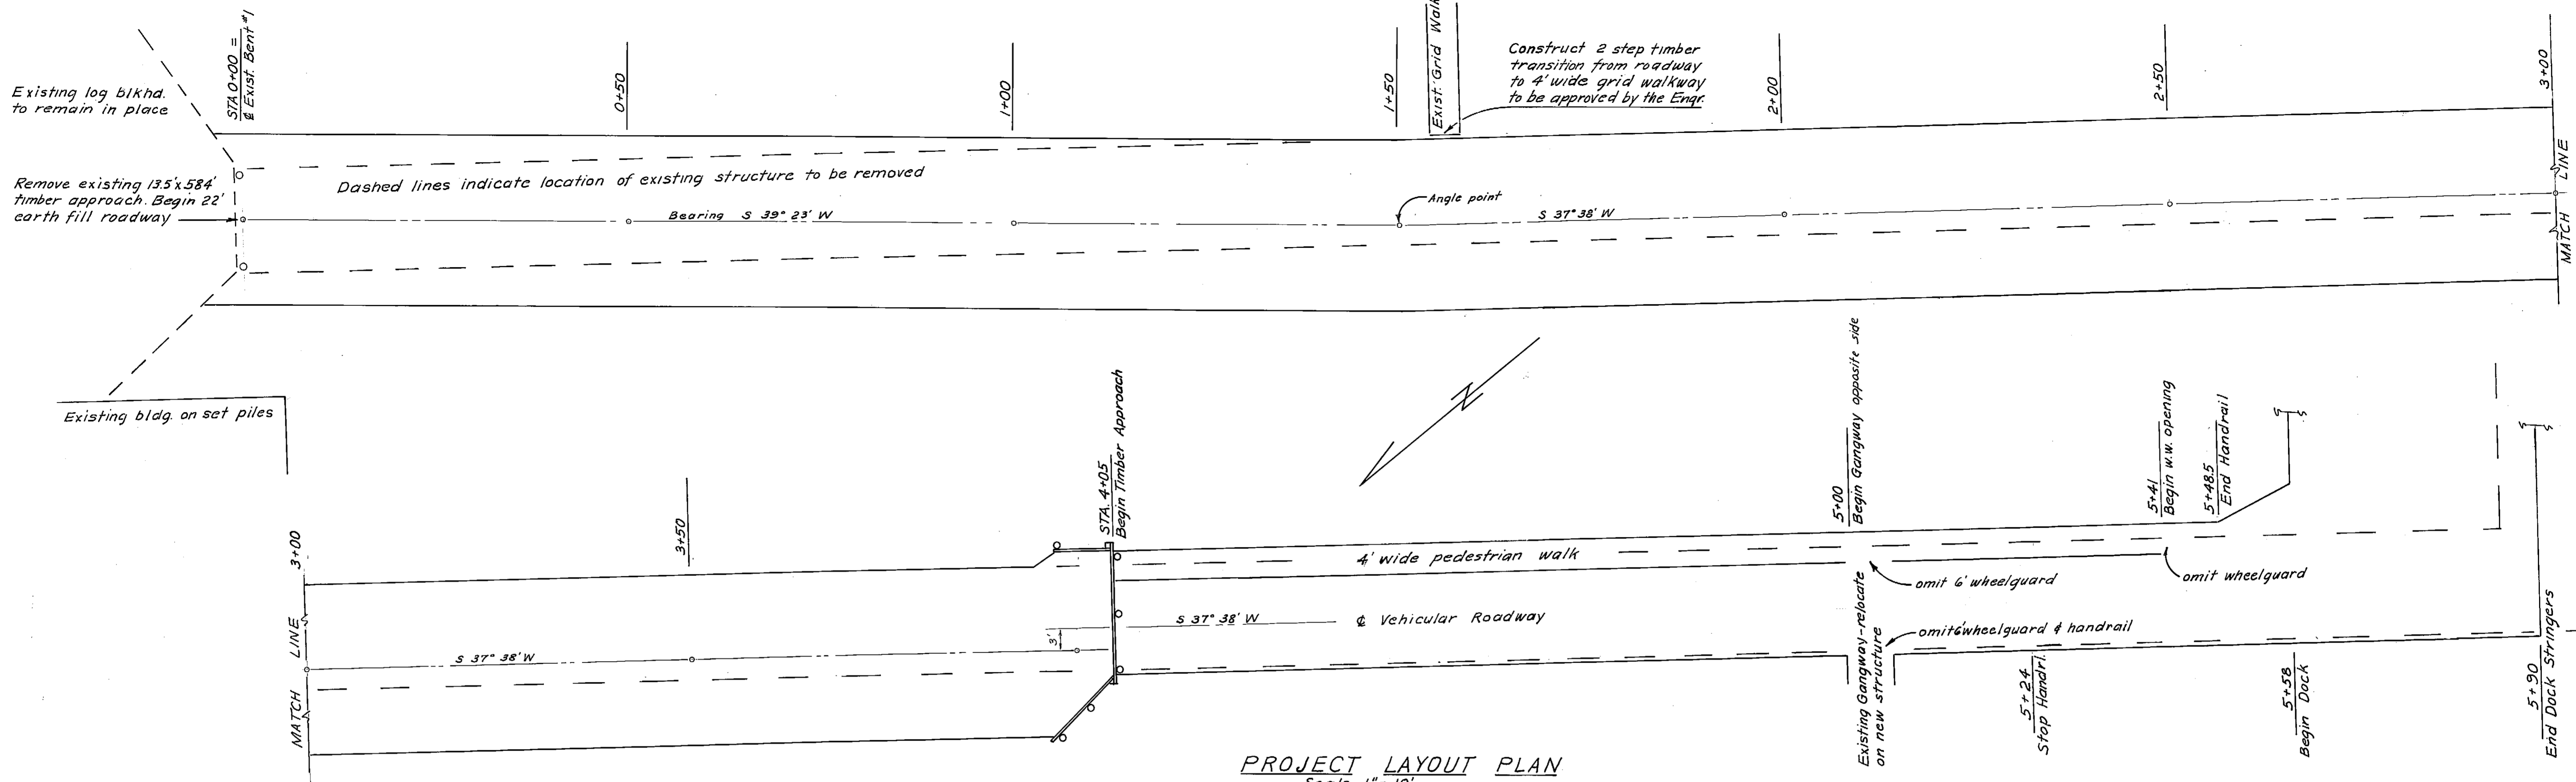 Existing log blkhd.
to remain in place
STA 0+00 =
℄ Exist. Bent #1
0+50
1+00
1+50
Exist. Grid Walk
Construct 2 step timber
transition from roadway
to 4' wide grid walkway
to be approved by the Engr.
2+00
2+50
3+00
Remove existing 13.5'x584'
timber approach. Begin 22'
earth fill roadway
Dashed lines indicate location of existing structure to be removed
Bearing S 39° 23' W
Angle point
S 37° 38' W
MATCH LINE
Existing bldg. on set piles
N
3+00
MATCH LINE
3+50
S 37° 38' W
3'
STA. 4+05
Begin Timber Approach
4' wide pedestrian walk
S 37° 38' W
℄ Vehicular Roadway
5+00
Begin Gangway opposite side
5+41
Begin w.w. opening
5+48.5
End Handrail
omit 6' wheelguard
omit wheelguard
omit 6' wheelguard & handrail
Existing Gangway-relocate
on new structure
5+24
Stop Handrl.
5+58
Begin Dock
5+90
End Dock Stringers
PROJECT LAYOUT PLAN